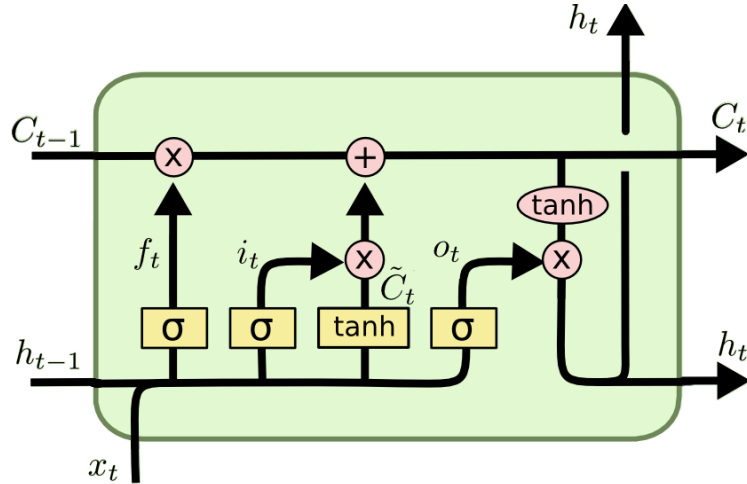 h_t
C_{t-1}
x
+
C_t
tanh
f_t
i_t
x
o_t
x
C̃_t
σ
σ
tanh
σ
h_{t-1}
h_t
x_t